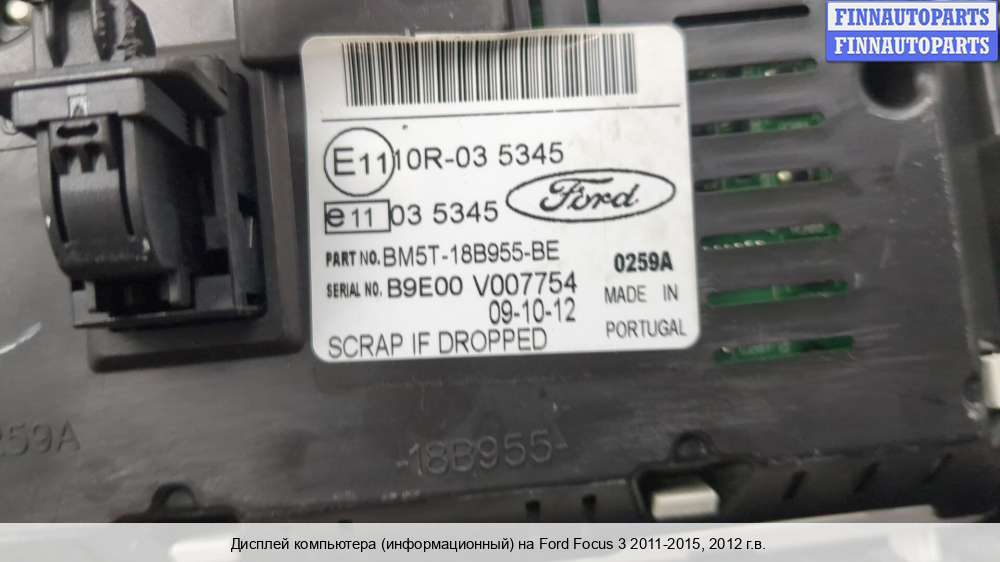 FINNAUTOPARTS
FINNAUTOPARTS
E11 10R-03 5345
e 11 03 5345
Ford
PART NO. BM5T-18B955-BE
0259A
SERIAL NO. B9E00 V007754
MADE IN
09-10-12
PORTUGAL
SCRAP IF DROPPED
259A
-18B955-
Дисплей компьютера (информационный) на Ford Focus 3 2011-2015, 2012 г.в.